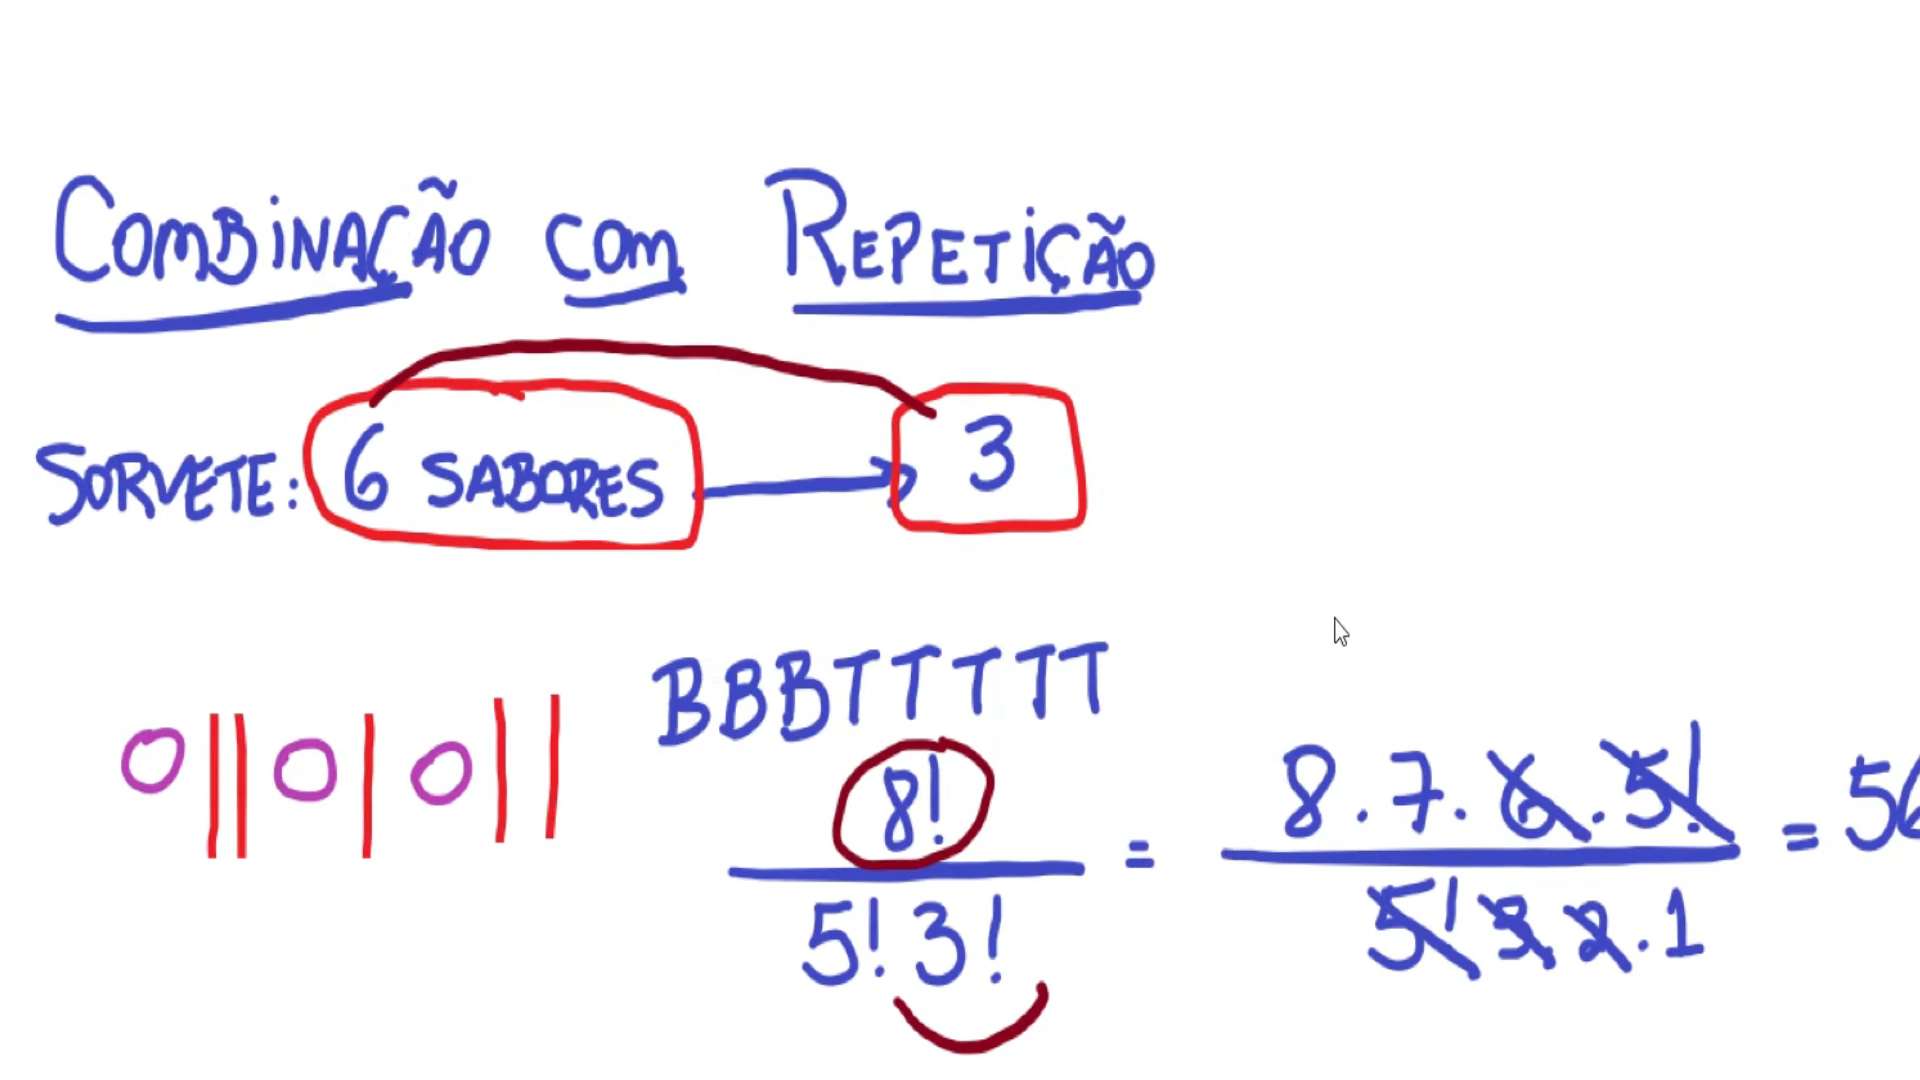 COMBINAÇÃO COM REPETIÇÃO
SORVETE: 6 SABORES → 3
BBBTTTTT
8! / 5!3! = 8.7.6.5! / 5!3 2.1 = 56